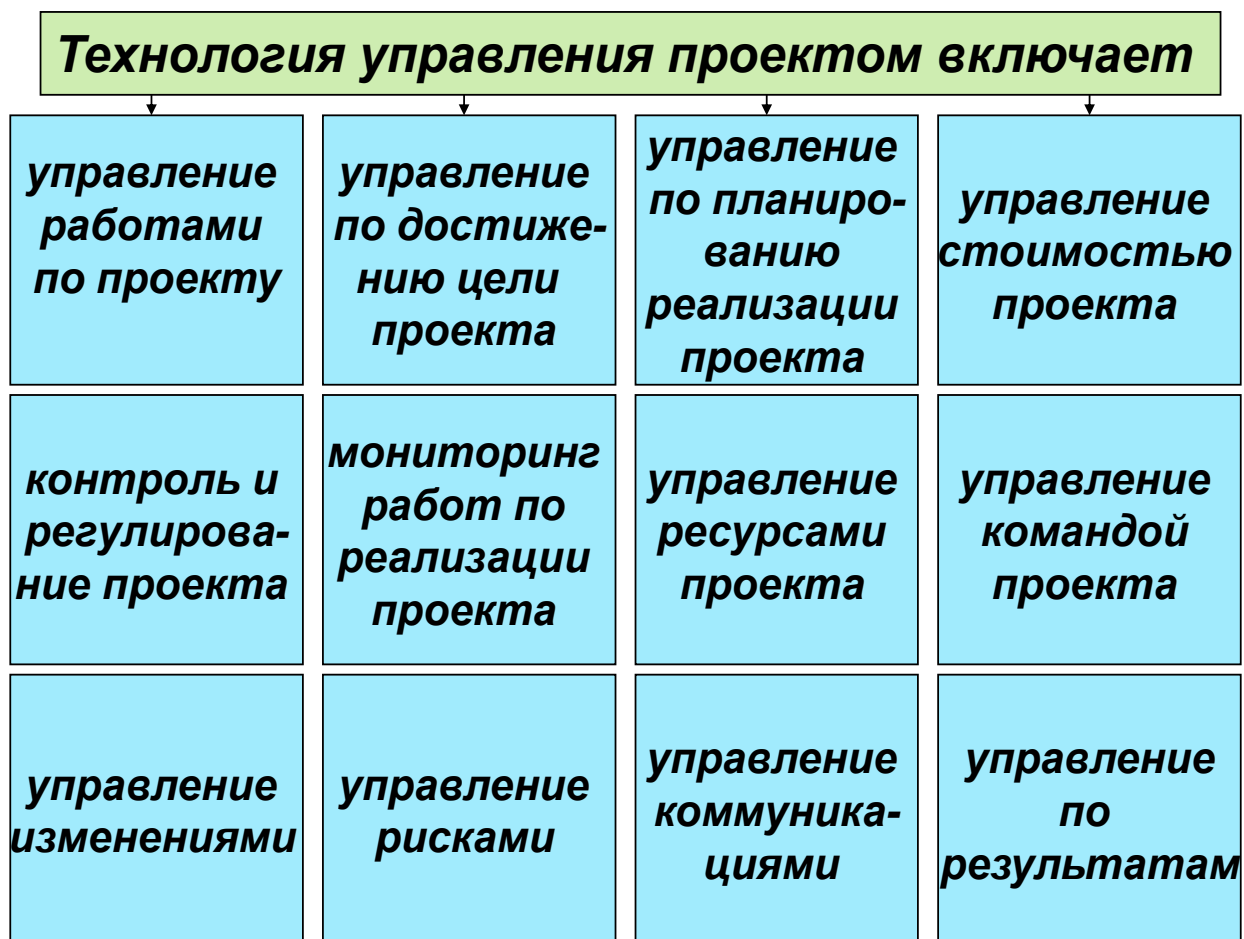 Технология управления проектом включает
управление
работами
по проекту
управление
по достиже-
нию цели
проекта
управление
по планиро-
ванию
реализации
проекта
управление
стоимостью
проекта
контроль и
регулирова-
ние проекта
мониторинг
работ по
реализации
проекта
управление
ресурсами
проекта
управление
командой
проекта
управление
изменениями
управление
рисками
управление
коммуника-
циями
управление
по
результатам